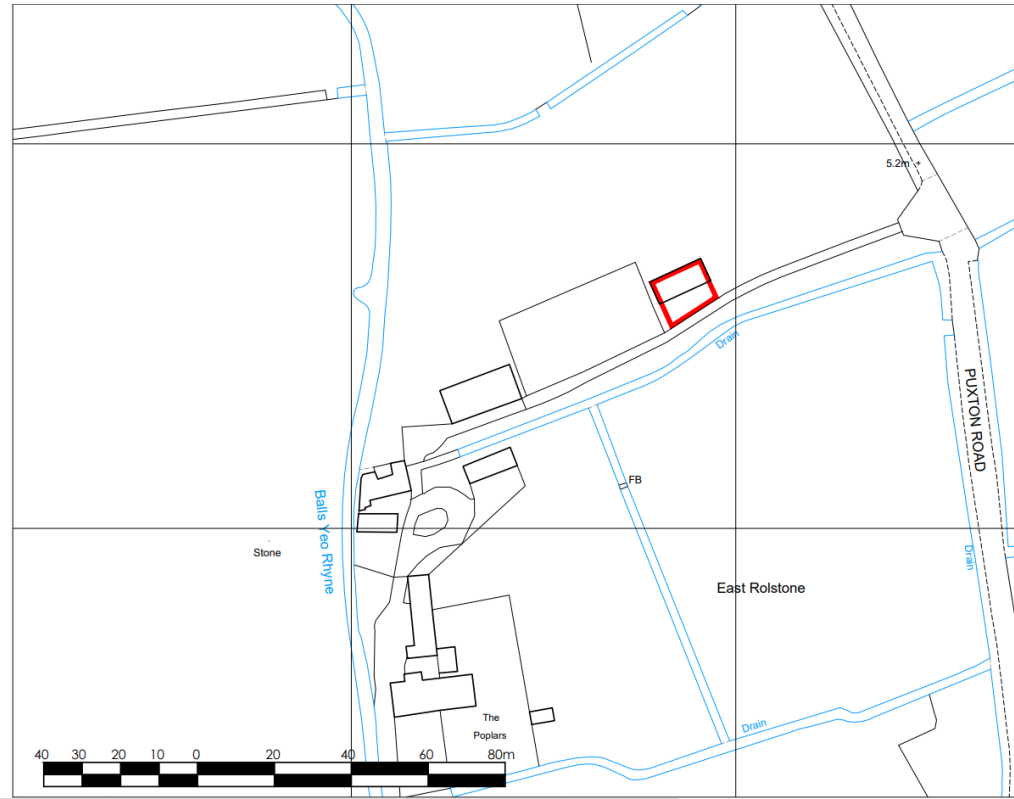 5.2m +
Drain
PUXTON ROAD
FB
Balls Yeo Rhyne
Stone
Drain
East Rolstone
The
Poplars
Drain
40 30 20 10 0 20 40 60 80m